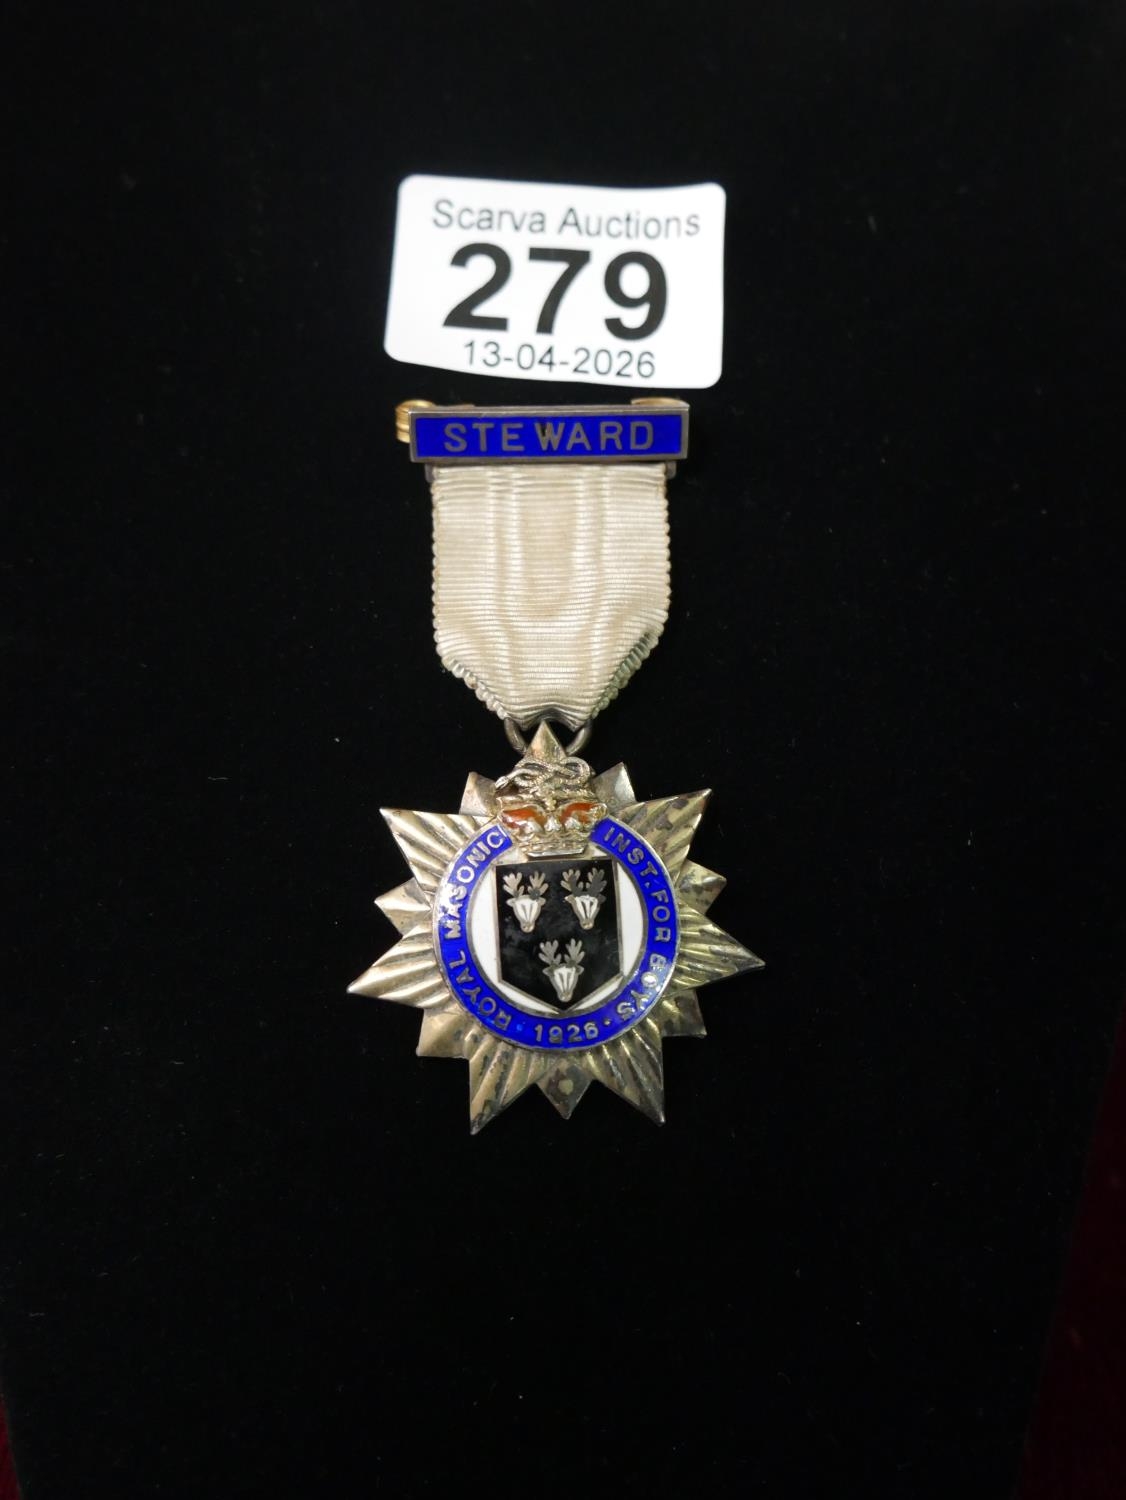 Scarva Auctions
279
13-04-2026
STEWARD
ROYAL MASONIC INST. FOR BOYS · 1926 ·